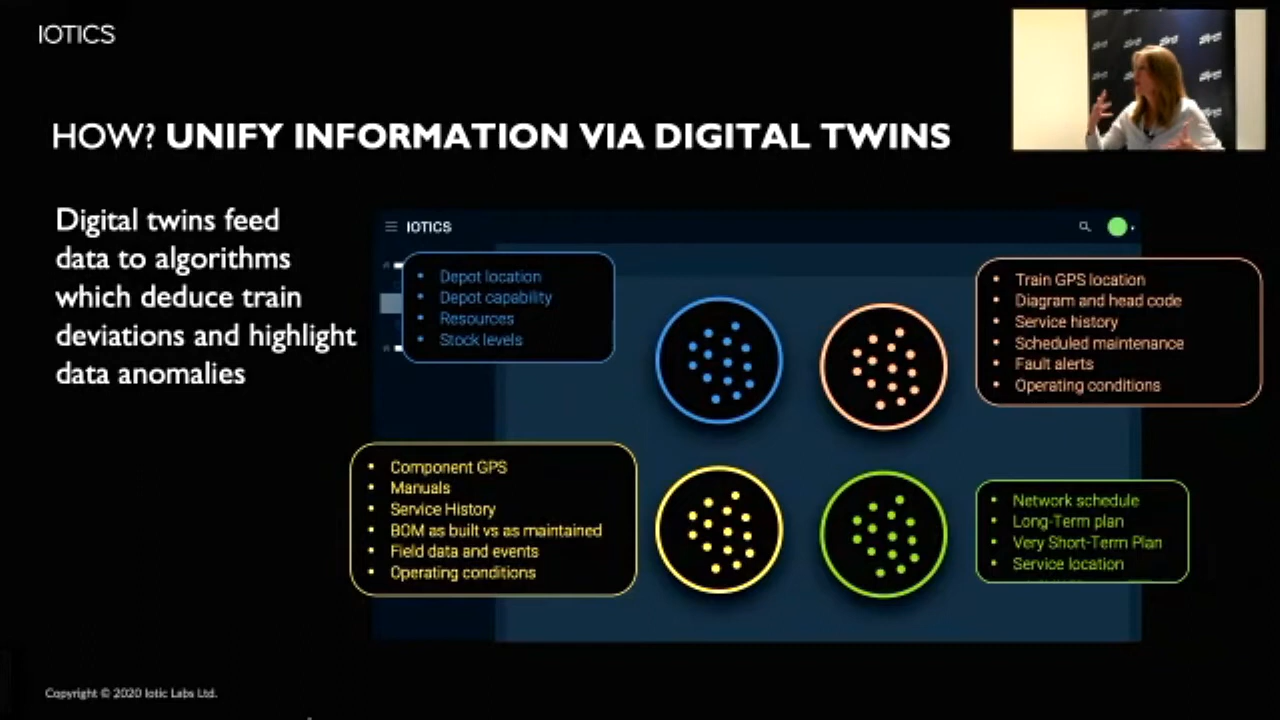 IOTICS
HOW? UNIFY INFORMATION VIA DIGITAL TWINS
Digital twins feed
data to algorithms
which deduce train
deviations and highlight
data anomalies
IOTICS
• Depot location
• Depot capability
• Resources
• Stock levels
• Train GPS location
• Diagram and head code
• Service history
• Scheduled maintenance
• Fault alerts
• Operating conditions
• Component GPS
• Manuals
• Service History
• BOM as built vs as maintained
• Field data and events
• Operating conditions
• Network schedule
• Long-Term plan
• Very Short-Term Plan
• Service location
Copyright © 2020 Iotic Labs Ltd.